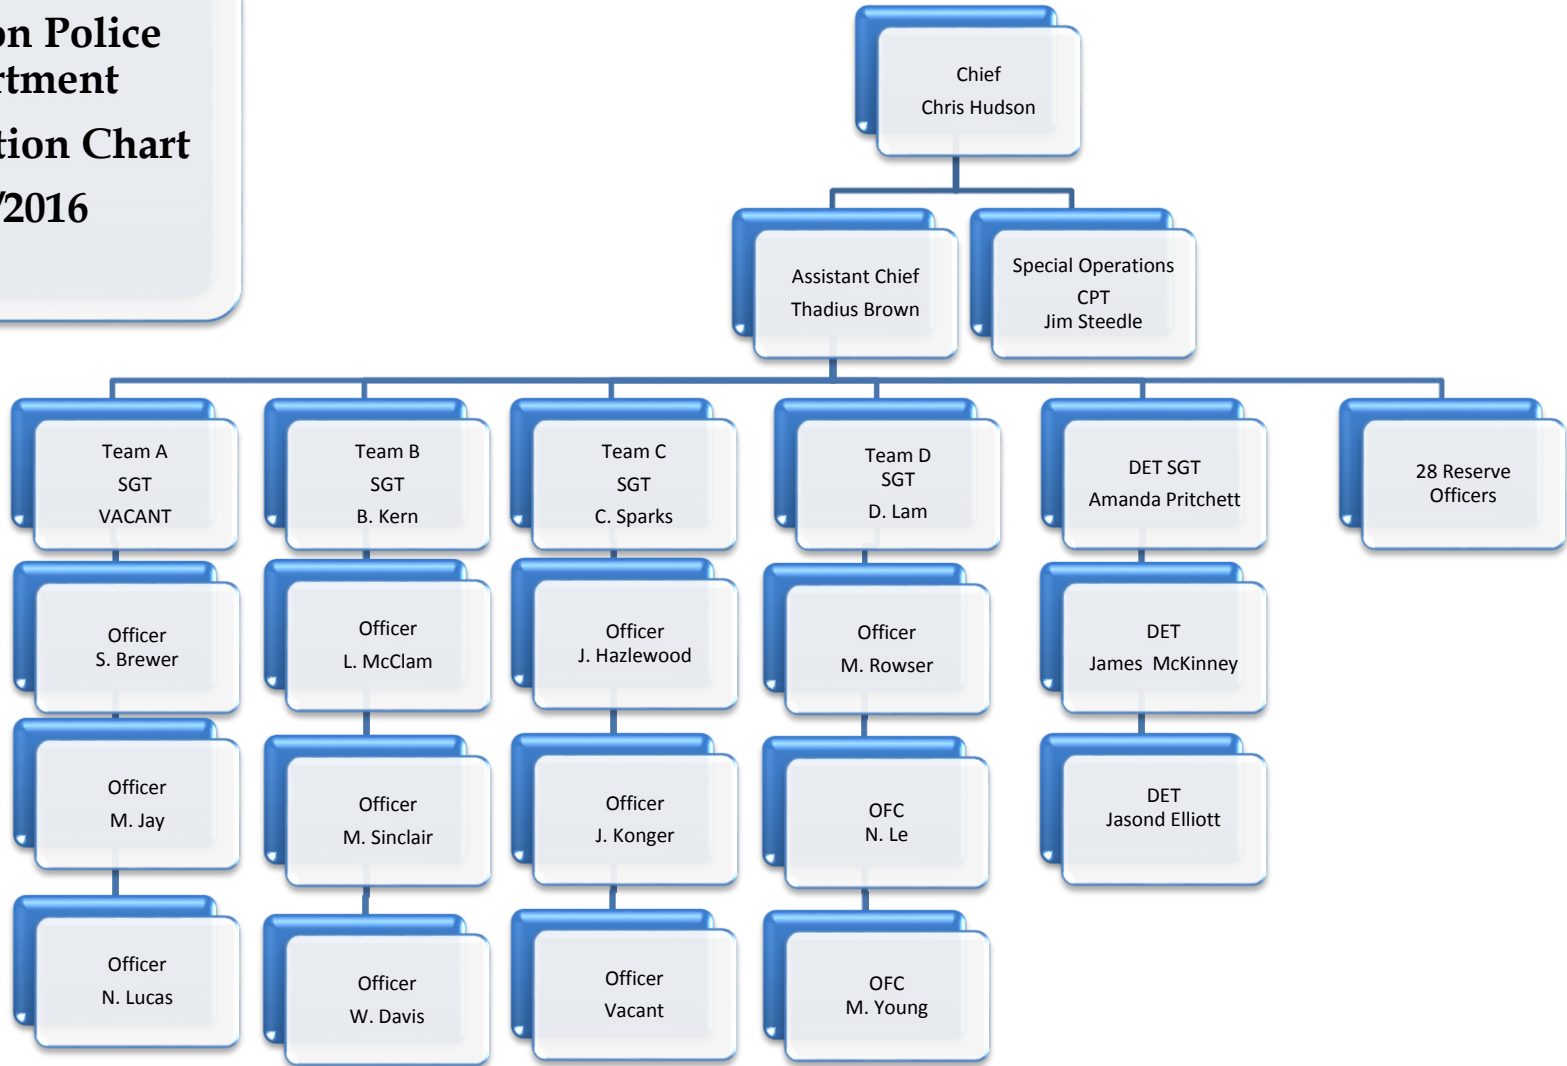 on Police
rtment
tion Chart
/2016
Chief
Chris Hudson
Assistant Chief
Thadius Brown
Special Operations
CPT
Jim Steedle
Team A
SGT
VACANT
Team B
SGT
B. Kern
Team C
SGT
C. Sparks
Team D
SGT
D. Lam
DET SGT
Amanda Pritchett
28 Reserve
Officers
Officer
S. Brewer
Officer
L. McClam
Officer
J. Hazlewood
Officer
M. Rowser
DET
James McKinney
Officer
M. Jay
Officer
M. Sinclair
Officer
J. Konger
OFC
N. Le
DET
Jasond Elliott
Officer
N. Lucas
Officer
W. Davis
Officer
Vacant
OFC
M. Young